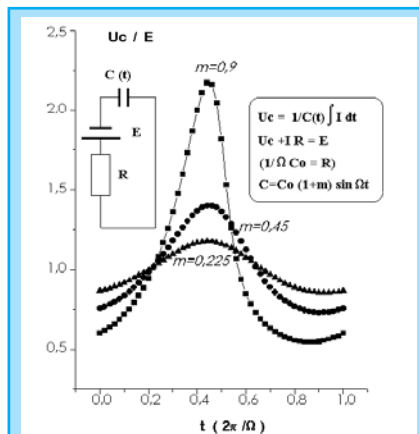 Uc / E
2,5
2.0
1.5
1.0
0.5
C (t)
E
R
m=0,9
Uc = 1/C(t) ∫ I dt
Uc +I R = E
(1/Ω Co = R)
C=Co (1+m) sin Ωt
m=0,45
m=0,225
0,0 0,2 0,4 0,6 0,8 1,0
t ( 2π /Ω)